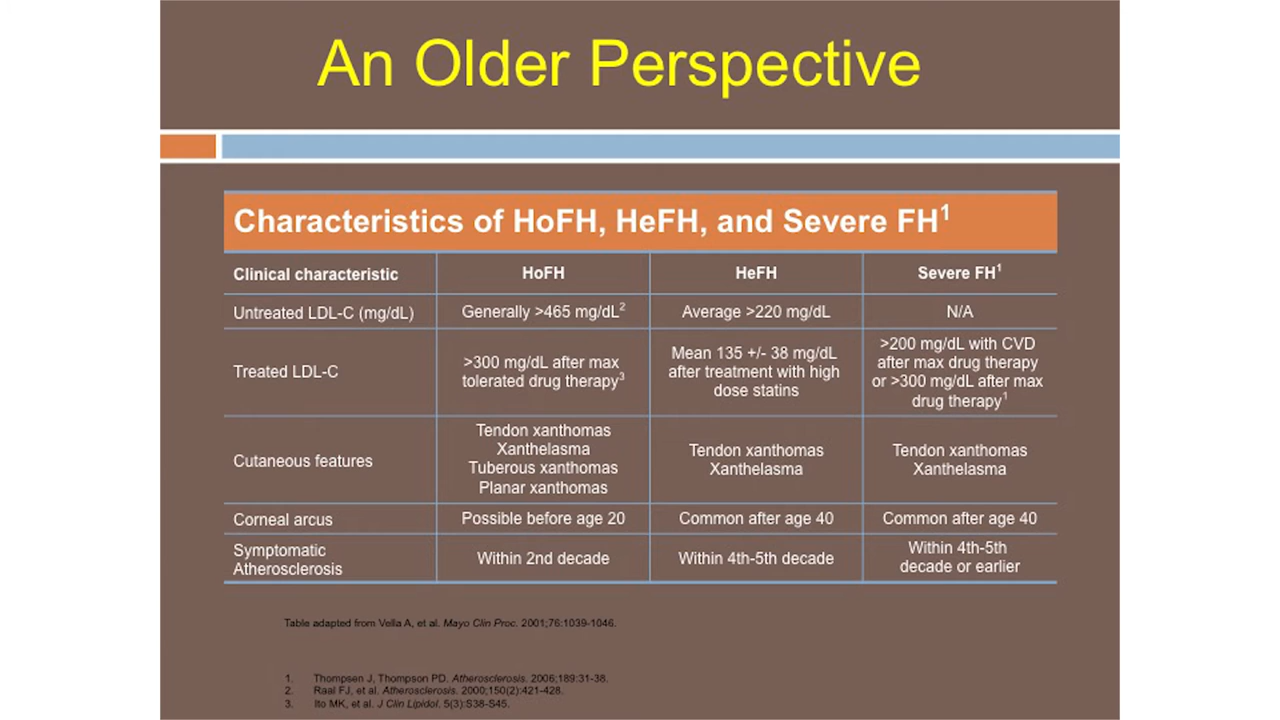 An Older Perspective
Characteristics of HoFH, HeFH, and Severe FH1
Clinical characteristic
HoFH
HeFH
Severe FH1
Untreated LDL-C (mg/dL)
Generally >465 mg/dL2
Average >220 mg/dL
N/A
Treated LDL-C
>300 mg/dL after max
tolerated drug therapy3
Mean 135 +/- 38 mg/dL
after treatment with high
dose statins
>200 mg/dL with CVD
after max drug therapy
or >300 mg/dL after max
drug therapy1
Cutaneous features
Tendon xanthomas
Xanthelasma
Tuberous xanthomas
Planar xanthomas
Tendon xanthomas
Xanthelasma
Tendon xanthomas
Xanthelasma
Corneal arcus
Possible before age 20
Common after age 40
Common after age 40
Symptomatic
Atherosclerosis
Within 2nd decade
Within 4th-5th decade
Within 4th-5th
decade or earlier
Table adapted from Vella A, et al. Mayo Clin Proc. 2001;76:1039-1046.
1. Thompsen J, Thompson PD. Atherosclerosis. 2006;189:31-38.
2. Raal FJ, et al. Atherosclerosis. 2000;150(2):421-428.
3. Ito MK, et al. J Clin Lipidol. 5(3):S38-S45.